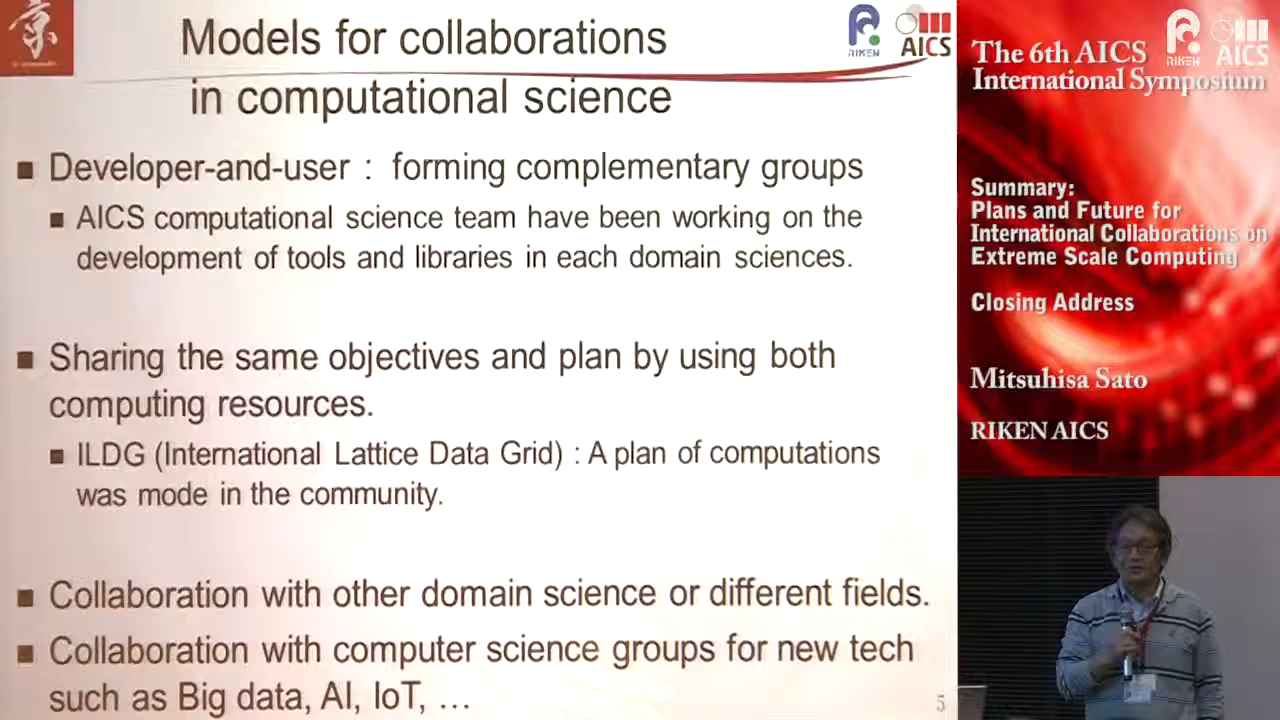 京
RIKEN
AICS
Models for collaborations
in computational science
■ Developer-and-user : forming complementary groups
■ AICS computational science team have been working on the
development of tools and libraries in each domain sciences.
■ Sharing the same objectives and plan by using both
computing resources.
■ ILDG (International Lattice Data Grid) : A plan of computations
was mode in the community.
■ Collaboration with other domain science or different fields.
■ Collaboration with computer science groups for new tech
such as Big data, AI, IoT, …
5
RIKEN
AICS
The 6th AICS
International Symposium
Summary:
Plans and Future for
International Collaborations on
Extreme Scale Computing
Closing Address
Mitsuhisa Sato
RIKEN AICS